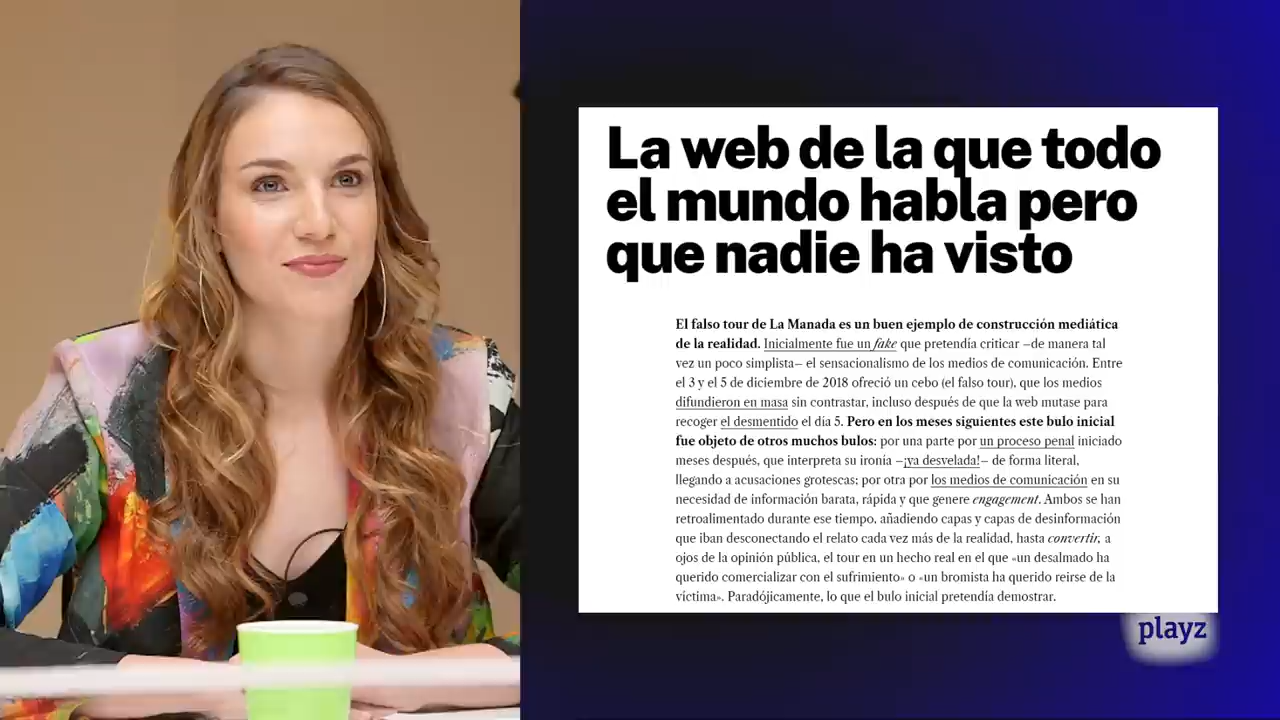 La web de la que todo
el mundo habla pero
que nadie ha visto
El falso tour de La Manada es un buen ejemplo de construcción mediática
de la realidad. Inicialmente fue un fake que pretendía criticar –de manera tal
vez un poco simplista– el sensacionalismo de los medios de comunicación. Entre
el 3 y el 5 de diciembre de 2018 ofreció un cebo (el falso tour), que los medios
difundieron en masa sin contrastar, incluso después de que la web mutase para
recoger el desmentido el día 5. Pero en los meses siguientes este bulo inicial
fue objeto de otros muchos bulos: por una parte por un proceso penal iniciado
meses después, que interpreta su ironía –¡ya desvelada!– de forma literal,
llegando a acusaciones grotescas; por otra por los medios de comunicación en su
necesidad de información barata, rápida y que genere engagement. Ambos se han
retroalimentado durante ese tiempo, añadiendo capas y capas de desinformación
que iban desconectando el relato cada vez más de la realidad, hasta convertir, a
ojos de la opinión pública, el tour en un hecho real en el que «un desalmado ha
querido comercializar con el sufrimiento» o «un bromista ha querido reírse de la
víctima». Paradójicamente, lo que el bulo inicial pretendía demostrar.
playz